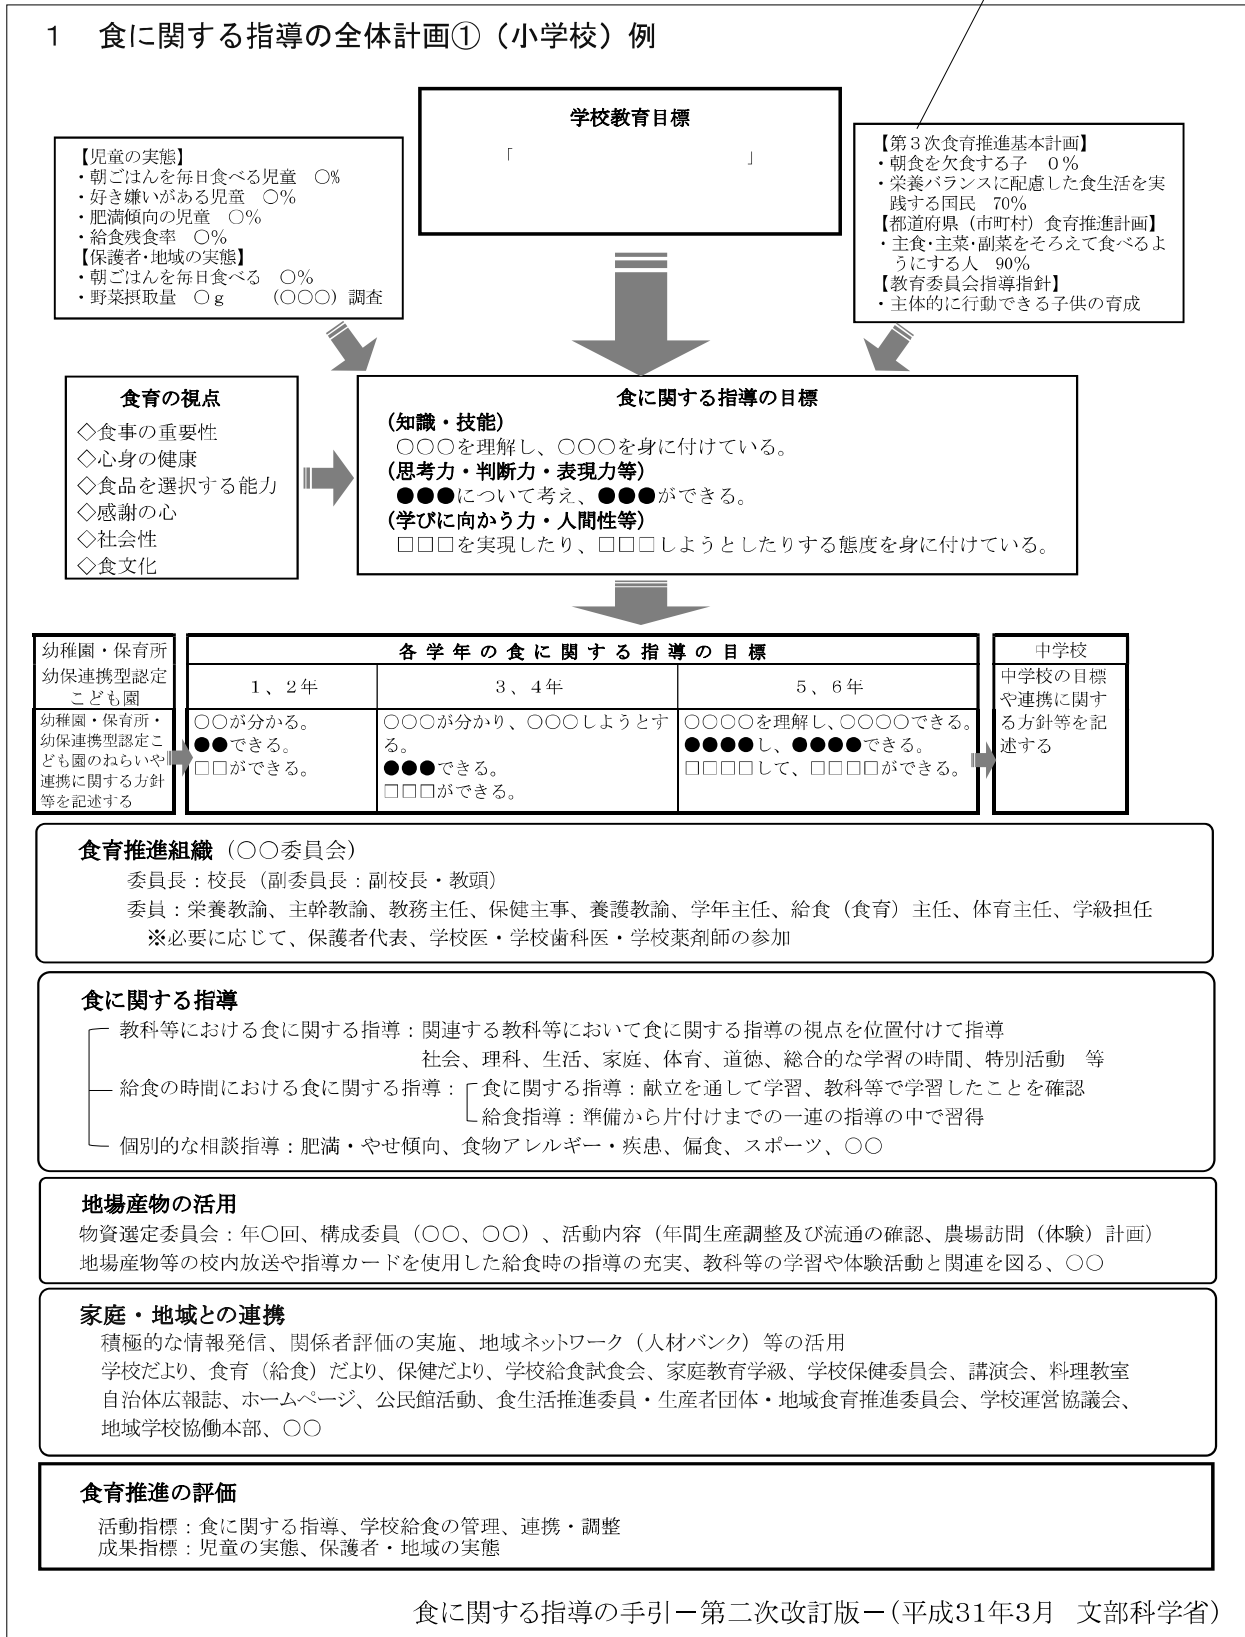 1　食に関する指導の全体計画①（小学校）例
学校教育目標
「　　　　　　　　　　　　」
【児童の実態】
・朝ごはんを毎日食べる児童　○%
・好き嫌いがある児童　○%
・肥満傾向の児童　○%
・給食残食率　○%
【保護者・地域の実態】
・朝ごはんを毎日食べる　○%
・野菜摂取量　○g　　（○○○）調査
【第３次食育推進基本計画】
・朝食を欠食する子　０%
・栄養バランスに配慮した食生活を実
践する国民　70%
【都道府県（市町村）食育推進計画】
・主食・主菜・副菜をそろえて食べるよ
うにする人　90%
【教育委員会指導指針】
・主体的に行動できる子供の育成
食育の視点
◇食事の重要性
◇心身の健康
◇食品を選択する能力
◇感謝の心
◇社会性
◇食文化
食に関する指導の目標
（知識・技能）
○○○を理解し、○○○を身に付けている。
（思考力・判断力・表現力等）
●●●について考え、●●●ができる。
（学びに向かう力・人間性等）
□□□を実現したり、□□□しようとしたりする態度を身に付けている。
幼稚園・保育所
幼保連携型認定
こども園
幼稚園・保育所・
幼保連携型認定こ
ども園のねらいや
連携に関する方針
等を記述する
各学年の食に関する指導の目標
1、2年
3、4年
5、6年
○○が分かる。
●●できる。
□□ができる。
○○○が分かり、○○○しようとす
る。
●●●できる。
□□□ができる。
○○○○を理解し、○○○○できる。
●●●●し、●●●●できる。
□□□□して、□□□□ができる。
中学校
中学校の目標
や連携に関す
る方針等を記
述する
食育推進組織（○○委員会）
委員長：校長（副委員長：副校長・教頭）
委員：栄養教諭、主幹教諭、教務主任、保健主事、養護教諭、学年主任、給食（食育）主任、体育主任、学級担任
※必要に応じて、保護者代表、学校医・学校歯科医・学校薬剤師の参加
食に関する指導
教科等における食に関する指導：関連する教科等において食に関する指導の視点を位置付けて指導
社会、理科、生活、家庭、体育、道徳、総合的な学習の時間、特別活動　等
給食の時間における食に関する指導：食に関する指導：献立を通して学習、教科等で学習したことを確認
給食指導：準備から片付けまでの一連の指導の中で習得
個別的な相談指導：肥満・やせ傾向、食物アレルギー・疾患、偏食、スポーツ、○○
地場産物の活用
物資選定委員会：年○回、構成委員（○○、○○）、活動内容（年間生産調整及び流通の確認、農場訪問（体験）計画）
地場産物等の校内放送や指導カードを使用した給食時の指導の充実、教科等の学習や体験活動と関連を図る、○○
家庭・地域との連携
積極的な情報発信、関係者評価の実施、地域ネットワーク（人材バンク）等の活用
学校だより、食育（給食）だより、保健だより、学校給食試食会、家庭教育学級、学校保健委員会、講演会、料理教室
自治体広報誌、ホームページ、公民館活動、食生活推進委員・生産者団体・地域食育推進委員会、学校運営協議会、
地域学校協働本部、○○
食育推進の評価
活動指標：食に関する指導、学校給食の管理、連携・調整
成果指標：児童の実態、保護者・地域の実態
食に関する指導の手引－第二次改訂版－(平成31年3月　文部科学省)